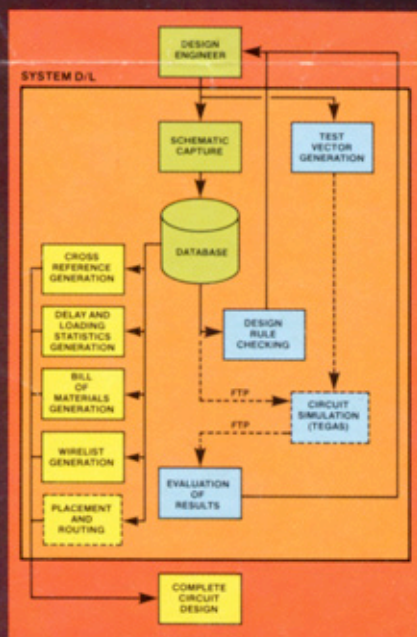 DESIGN
ENGINEER
SYSTEM D/L
SCHEMATIC
CAPTURE
TEST
VECTOR
GENERATION
DATABASE
CROSS
REFERENCE
GENERATION
DELAY AND
LOADING
STATISTICS
GENERATION
DESIGN
RULE
CHECKING
BILL
OF
MATERIALS
GENERATION
FTP
CIRCUIT
SIMULATION
(TEGAS)
FTP
WIRELIST
GENERATION
EVALUATION
OF
RESULTS
PLACEMENT
AND
ROUTING
COMPLETE
CIRCUIT
DESIGN